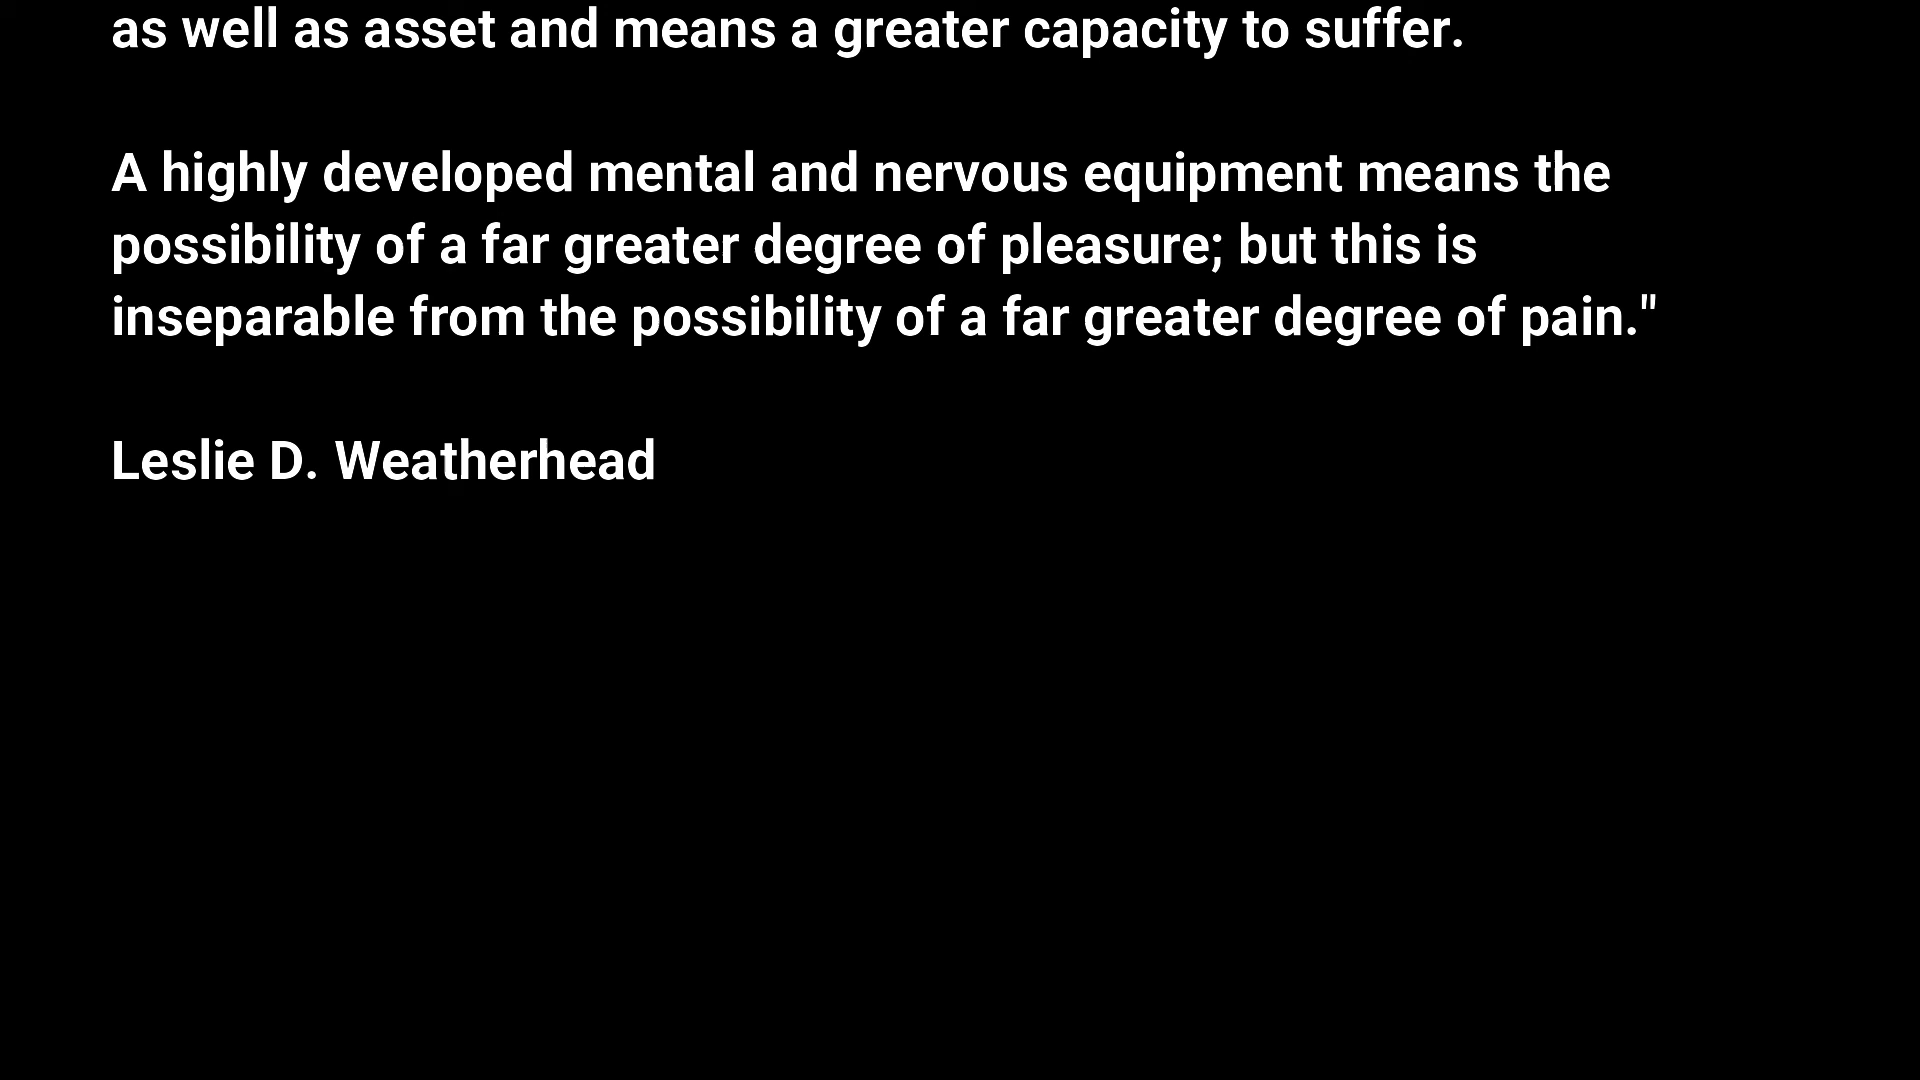 as well as asset and means a greater capacity to suffer.
A highly developed mental and nervous equipment means the
possibility of a far greater degree of pleasure; but this is
inseparable from the possibility of a far greater degree of pain."
Leslie D. Weatherhead